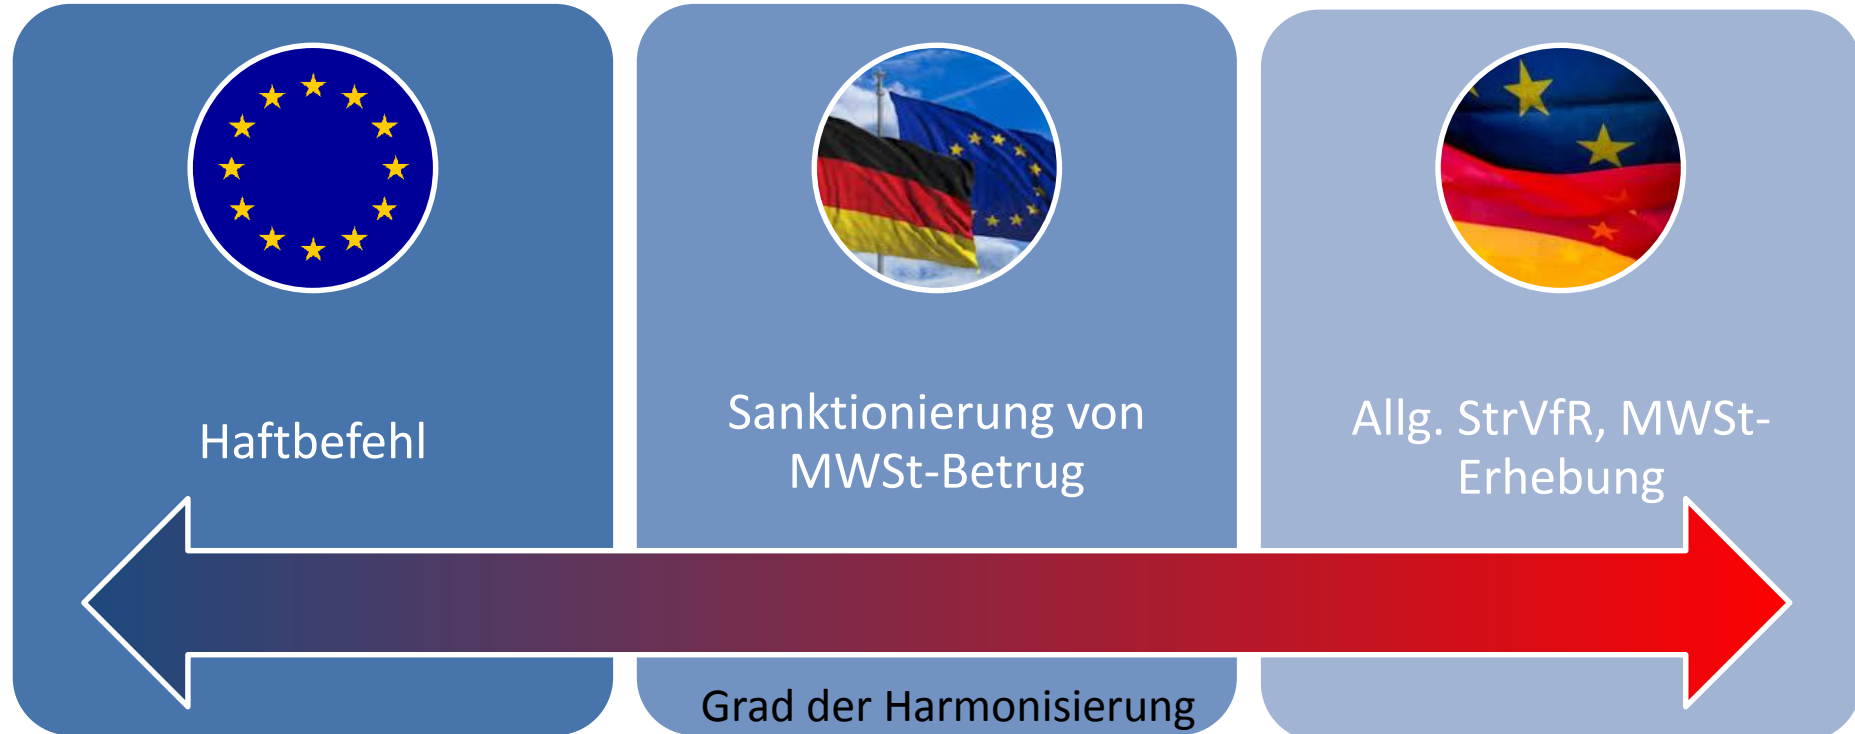 Haftbefehl
Sanktionierung von
MWSt-Betrug
Allg. StrVfR, MWSt-
Erhebung
Grad der Harmonisierung